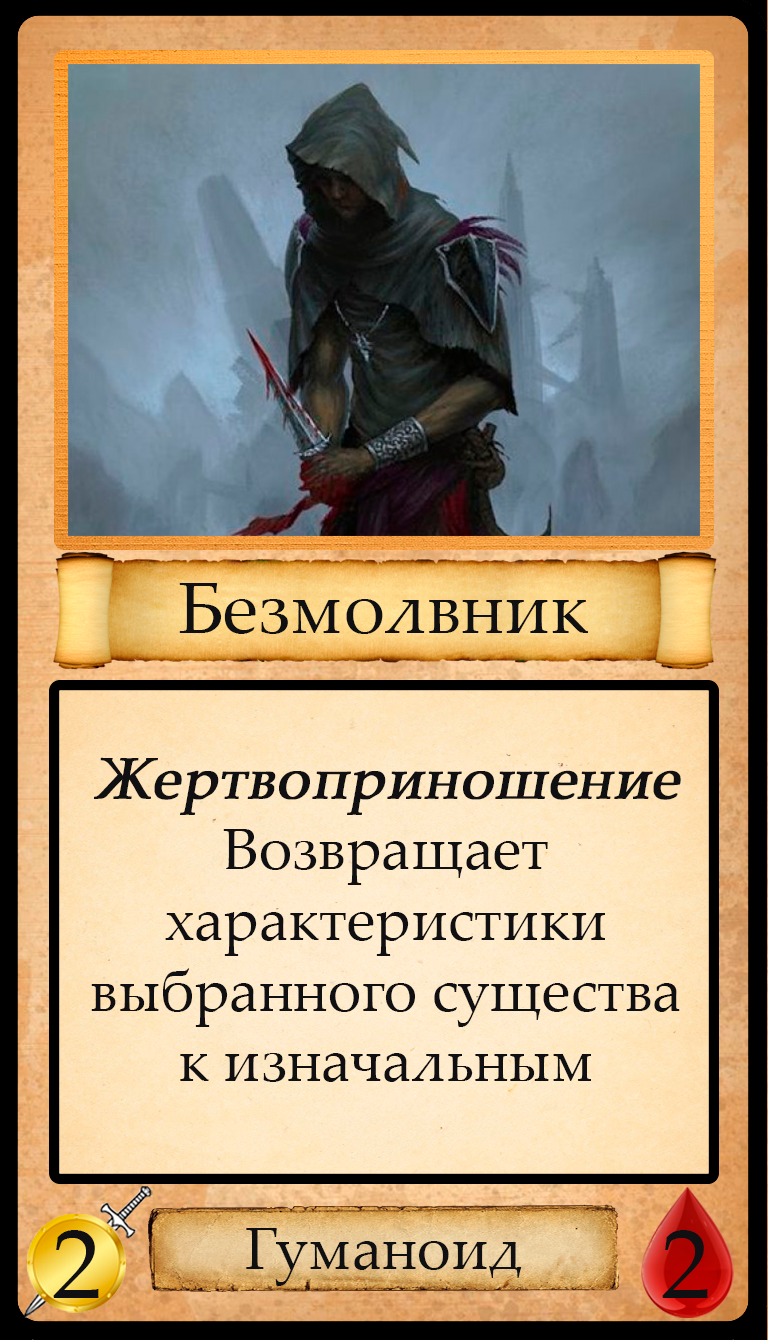 Безмолвник
Жертвоприношение
Возвращает
характеристики
выбранного существа
к изначальным
2
Гуманоид
2